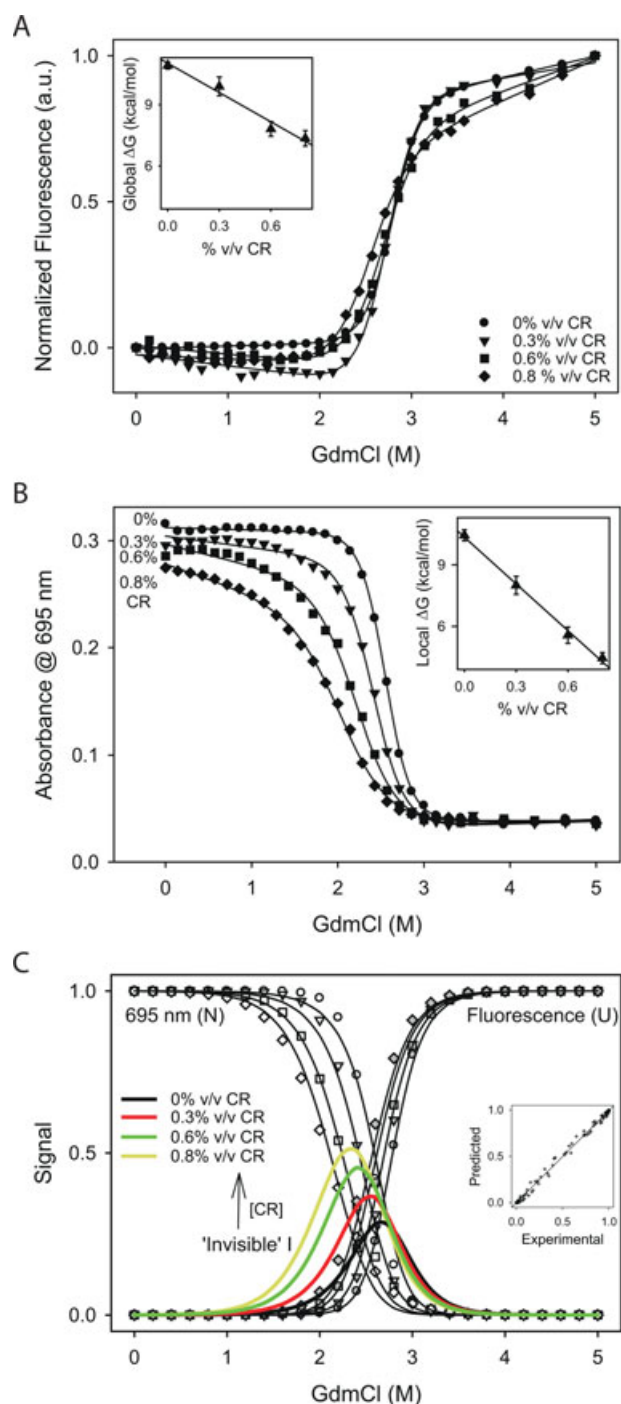 A
Normalized Fluorescence (a.u.)
1.0
0.5
0.0
Global ΔG (kcal/mol)
9
6
0.0 0.3 0.6
% v/v CR
0% v/v CR
0.3% v/v CR
0.6% v/v CR
0.8 % v/v CR
0 1 2 3 4 5
GdmCl (M)
B
Absorbance @ 695 nm
0.3
0.2
0.1
0.0
0%
0.3%
0.6%
0.8%
CR
Local ΔG (kcal/mol)
9
6
0.0 0.3 0.6
% v/v CR
0 1 2 3 4 5
GdmCl (M)
C
Signal
1.0
0.5
0.0
695 nm (N)
Fluorescence (U)
0% v/v CR
0.3% v/v CR
0.6% v/v CR
0.8% v/v CR
[CR]
'Invisible' I
Predicted
1.0
0.5
0.0
0.0 0.5 1.0
Experimental
0 1 2 3 4 5
GdmCl (M)